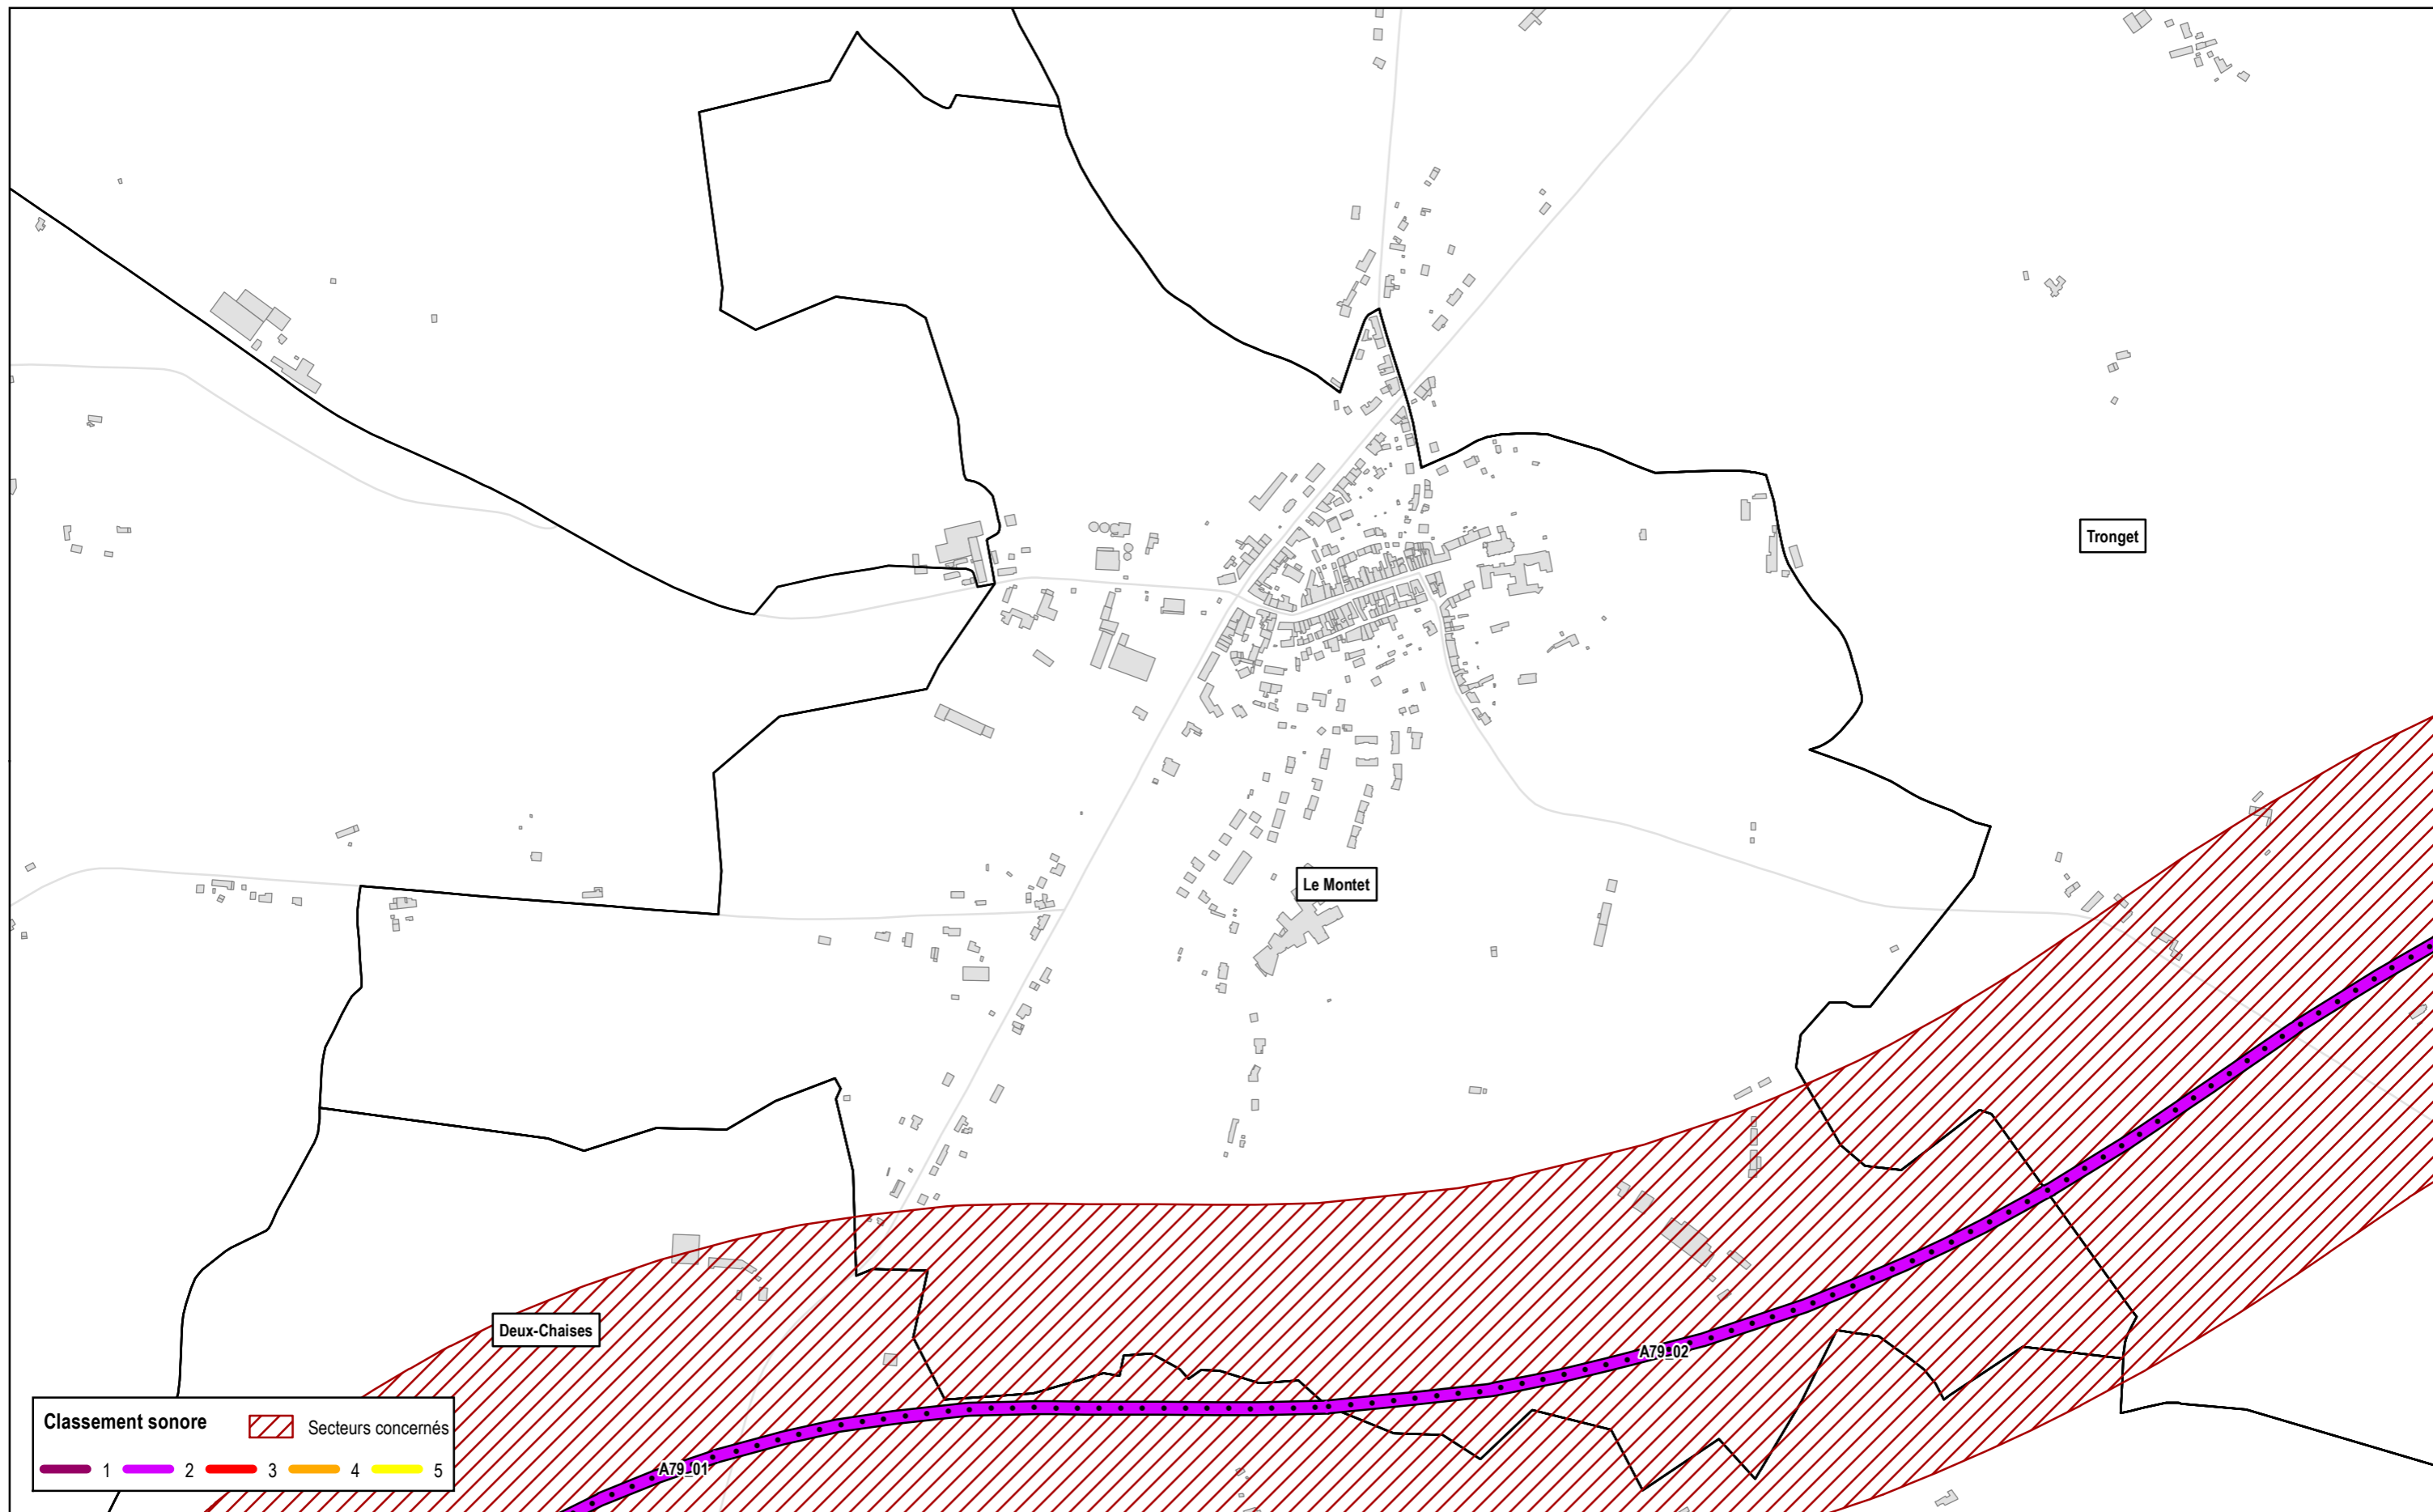 Tronget
Le Montet
Deux-Chaises
A79_02
A79_01
Classement sonore
Secteurs concernés
1 2 3 4 5